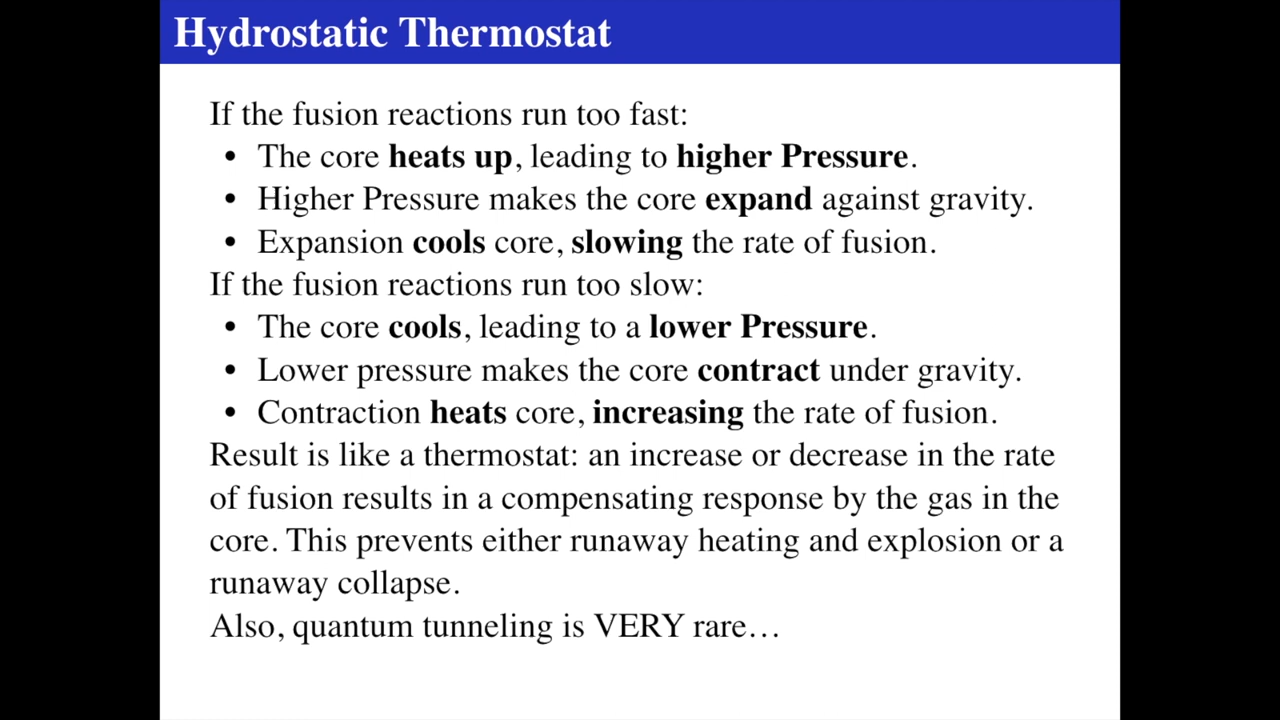 Hydrostatic Thermostat
If the fusion reactions run too fast:
• The core heats up, leading to higher Pressure.
• Higher Pressure makes the core expand against gravity.
• Expansion cools core, slowing the rate of fusion.
If the fusion reactions run too slow:
• The core cools, leading to a lower Pressure.
• Lower pressure makes the core contract under gravity.
• Contraction heats core, increasing the rate of fusion.
Result is like a thermostat: an increase or decrease in the rate
of fusion results in a compensating response by the gas in the
core. This prevents either runaway heating and explosion or a
runaway collapse.
Also, quantum tunneling is VERY rare…